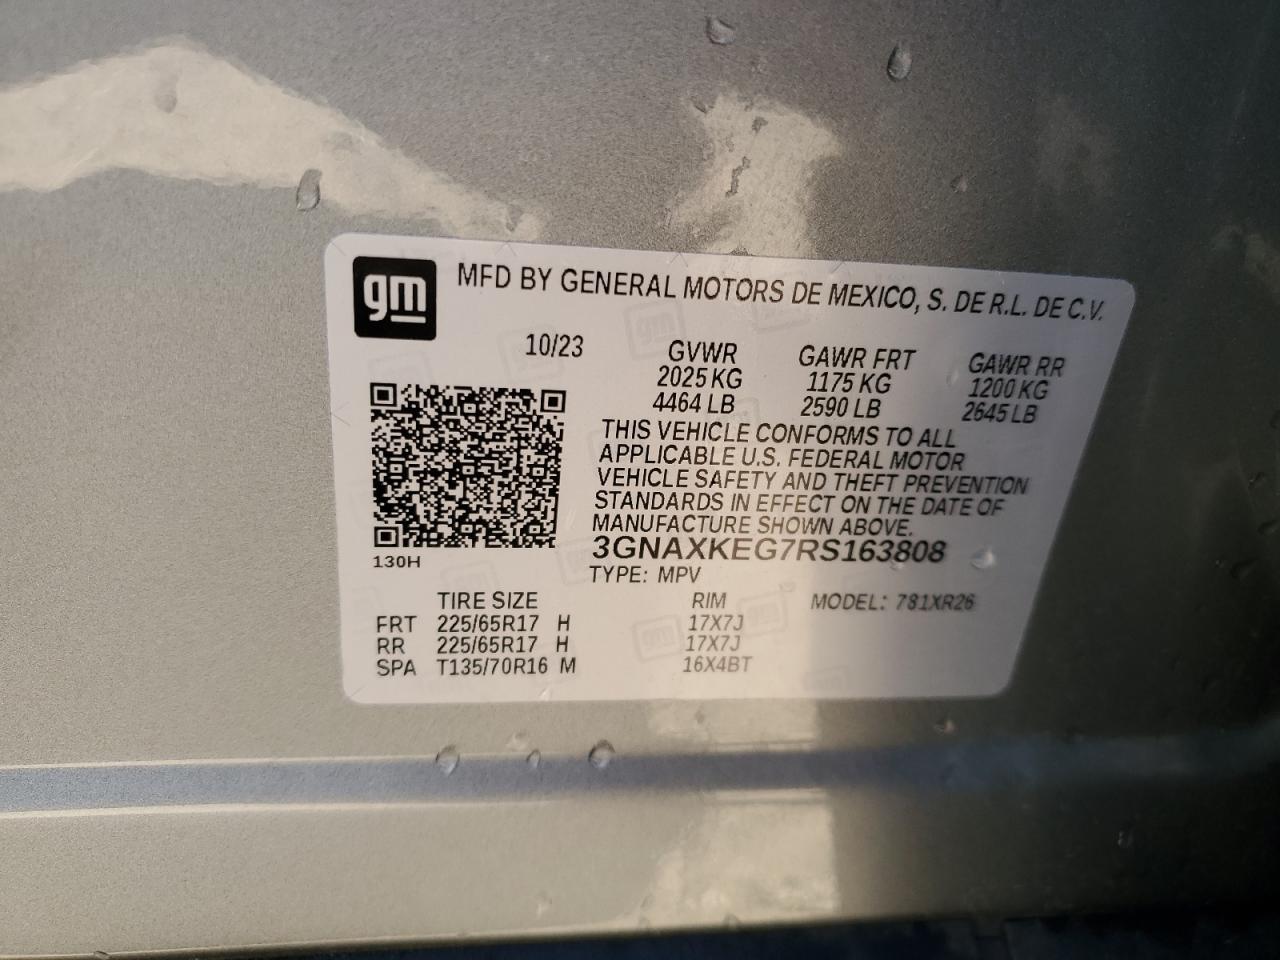 gm
MFD BY GENERAL MOTORS DE MEXICO, S. DE R.L. DE C.V.
10/23 GVWR GAWR FRT GAWR RR
2025 KG 1175 KG 1200 KG
4464 LB 2590 LB 2645 LB
THIS VEHICLE CONFORMS TO ALL
APPLICABLE U.S. FEDERAL MOTOR
VEHICLE SAFETY AND THEFT PREVENTION
STANDARDS IN EFFECT ON THE DATE OF
MANUFACTURE SHOWN ABOVE.
3GNAXKEG7RS163808
130H
TYPE: MPV
TIRE SIZE RIM MODEL: 781XR26
FRT 225/65R17 H 17X7J
RR 225/65R17 H 17X7J
SPA T135/70R16 M 16X4BT